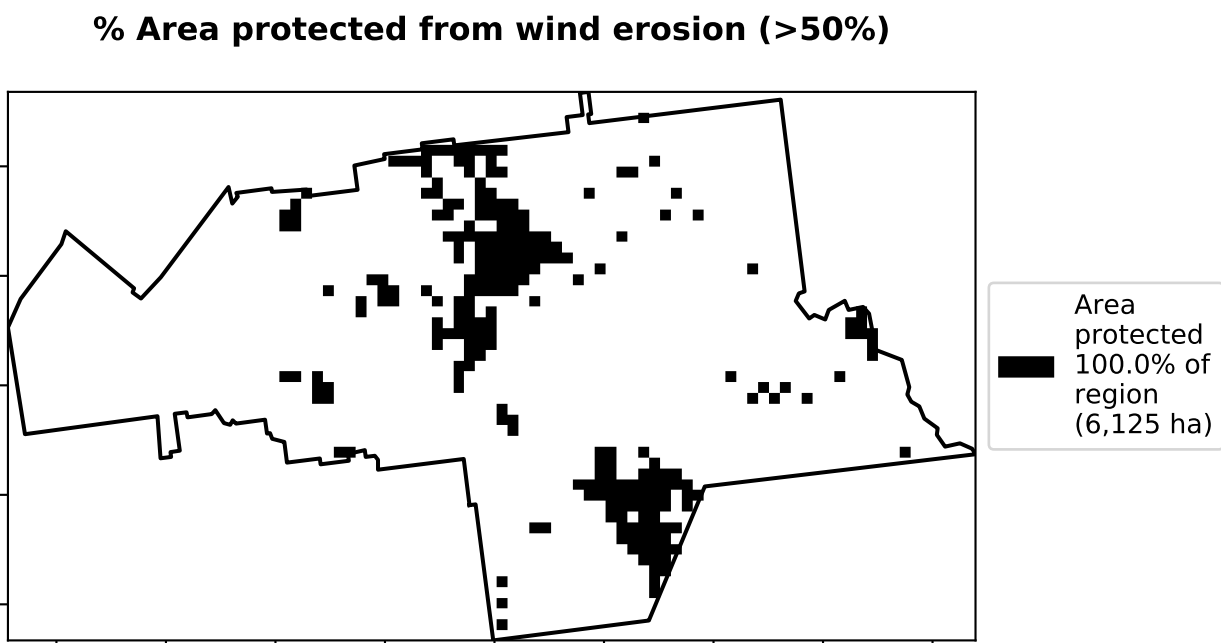 % Area protected from wind erosion (>50%)
Area
protected
100.0% of
region
(6,125 ha)